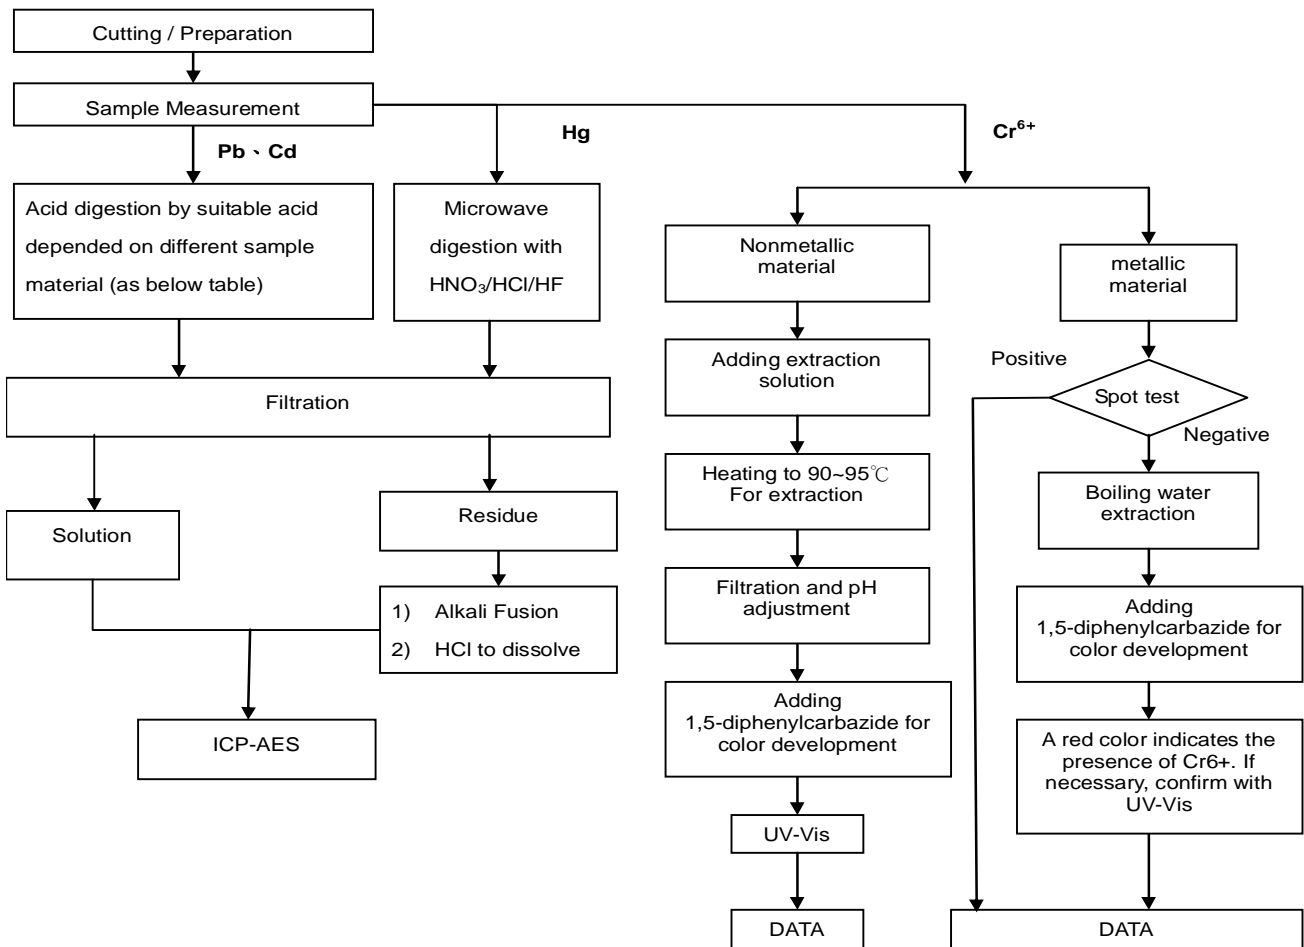 Cutting / Preparation
Sample Measurement
Pb、Cd
Hg
Cr⁶⁺
Acid digestion by suitable acid
depended on different sample
material (as below table)
Microwave
digestion with
HNO₃/HCl/HF
Filtration
Solution
Residue
1) Alkali Fusion
2) HCl to dissolve
ICP-AES
Nonmetallic
material
Adding extraction
solution
Heating to 90~95℃
For extraction
Filtration and pH
adjustment
Adding
1,5-diphenylcarbazide for
color development
UV-Vis
DATA
metallic
material
Positive
Spot test
Negative
Boiling water
extraction
Adding
1,5-diphenylcarbazide for
color development
A red color indicates the
presence of Cr6+. If
necessary, confirm with
UV-Vis
DATA